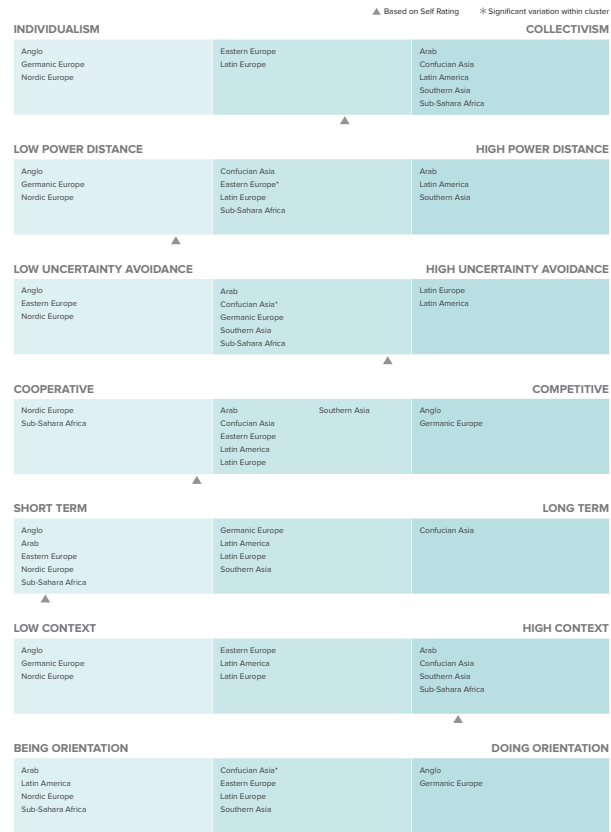 ▲ Based on Self Rating ✳Significant variation within cluster
INDIVIDUALISM COLLECTIVISM
Anglo
Germanic Europe
Nordic Europe
Eastern Europe
Latin Europe
Arab
Confucian Asia
Latin America
Southern Asia
Sub-Sahara Africa
LOW POWER DISTANCE HIGH POWER DISTANCE
Anglo
Germanic Europe
Nordic Europe
Confucian Asia
Eastern Europe*
Latin Europe
Sub-Sahara Africa
Arab
Latin America
Southern Asia
LOW UNCERTAINTY AVOIDANCE HIGH UNCERTAINTY AVOIDANCE
Anglo
Eastern Europe
Nordic Europe
Arab
Confucian Asia*
Germanic Europe
Southern Asia
Sub-Sahara Africa
Latin Europe
Latin America
COOPERATIVE COMPETITIVE
Nordic Europe
Sub-Sahara Africa
Arab
Confucian Asia
Eastern Europe
Latin America
Latin Europe
Southern Asia
Anglo
Germanic Europe
SHORT TERM LONG TERM
Anglo
Arab
Eastern Europe
Nordic Europe
Sub-Sahara Africa
Germanic Europe
Latin America
Latin Europe
Southern Asia
Confucian Asia
LOW CONTEXT HIGH CONTEXT
Anglo
Germanic Europe
Nordic Europe
Eastern Europe
Latin America
Latin Europe
Arab
Confucian Asia
Southern Asia
Sub-Sahara Africa
BEING ORIENTATION DOING ORIENTATION
Arab
Latin America
Nordic Europe
Sub-Sahara Africa
Confucian Asia*
Eastern Europe
Latin Europe
Southern Asia
Anglo
Germanic Europe